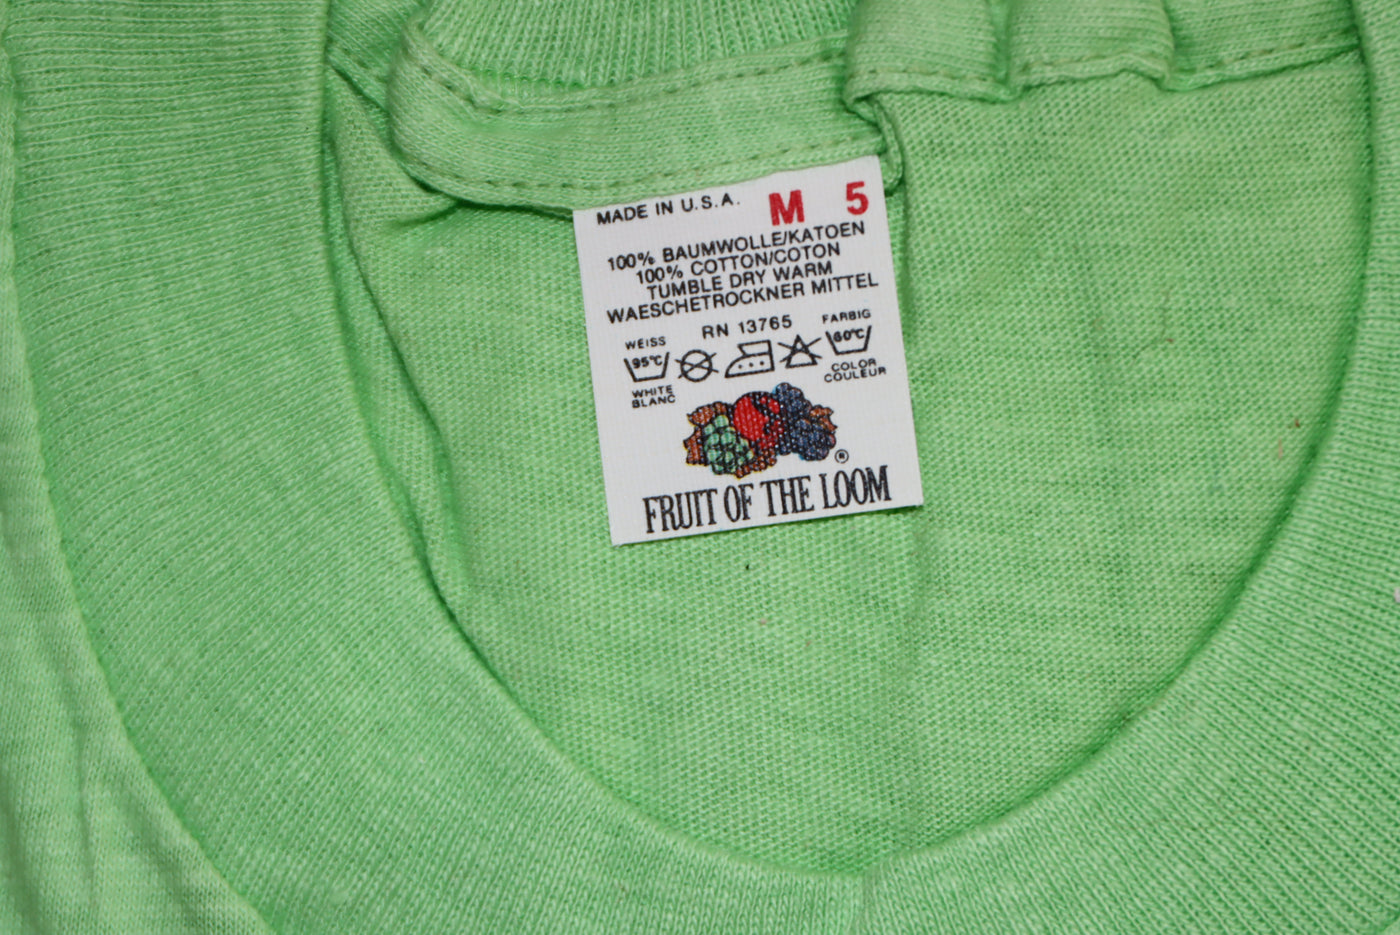 MADE IN U.S.A. M 5
100% BAUMWOLLE/KATOEN
100% COTTON/COTON
TUMBLE DRY WARM
WAESCHETROCKNER MITTEL
RN 13765
WEISS FARBIG
95°C 60°C
WHITE COLOR
BLANC COULEUR
®
FRUIT OF THE LOOM